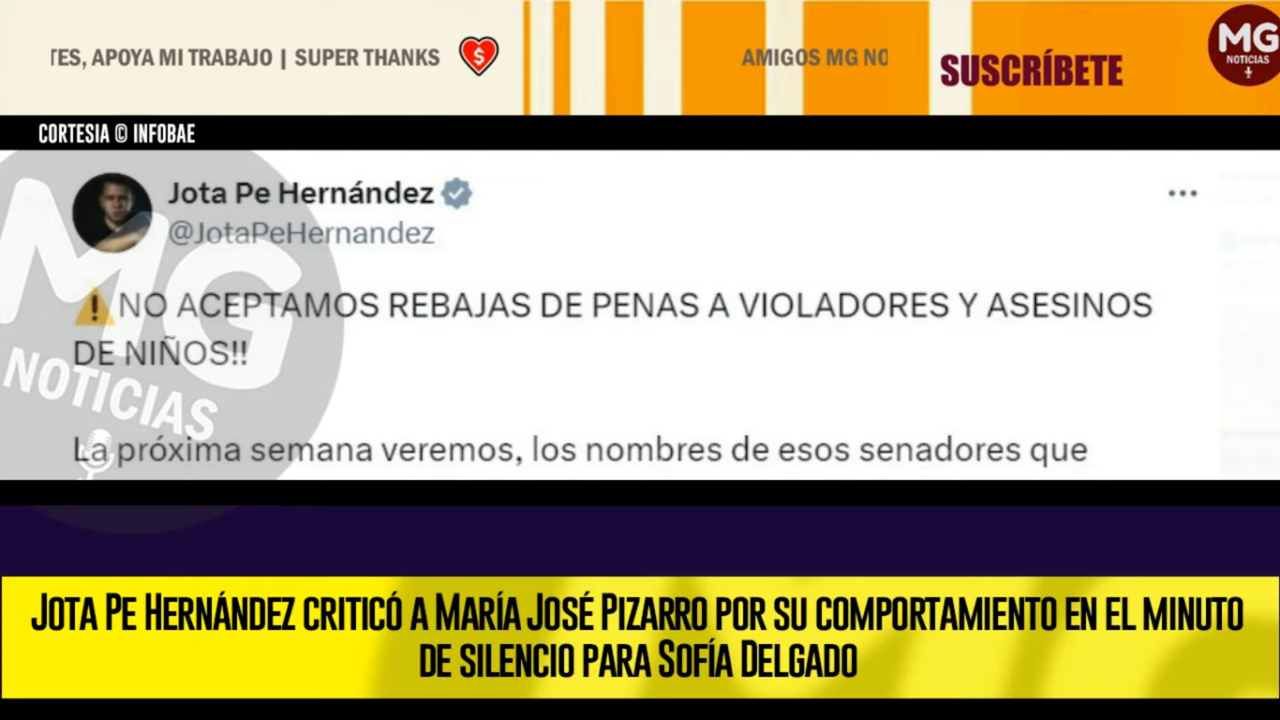 TES, APOYA MI TRABAJO | SUPER THANKS
AMIGOS MG NO
SUSCRÍBETE
MG
NOTICIAS
CORTESIA © INFOBAE
Jota Pe Hernández
@JotaPeHernandez
NO ACEPTAMOS REBAJAS DE PENAS A VIOLADORES Y ASESINOS
DE NIÑOS!!
La próxima semana veremos, los nombres de esos senadores que
MG
NOTICIAS
JOTA PE HERNÁNDEZ CRITICÓ A MARÍA JOSÉ PIZARRO POR SU COMPORTAMIENTO EN EL MINUTO
DE SILENCIO PARA SOFÍA DELGADO